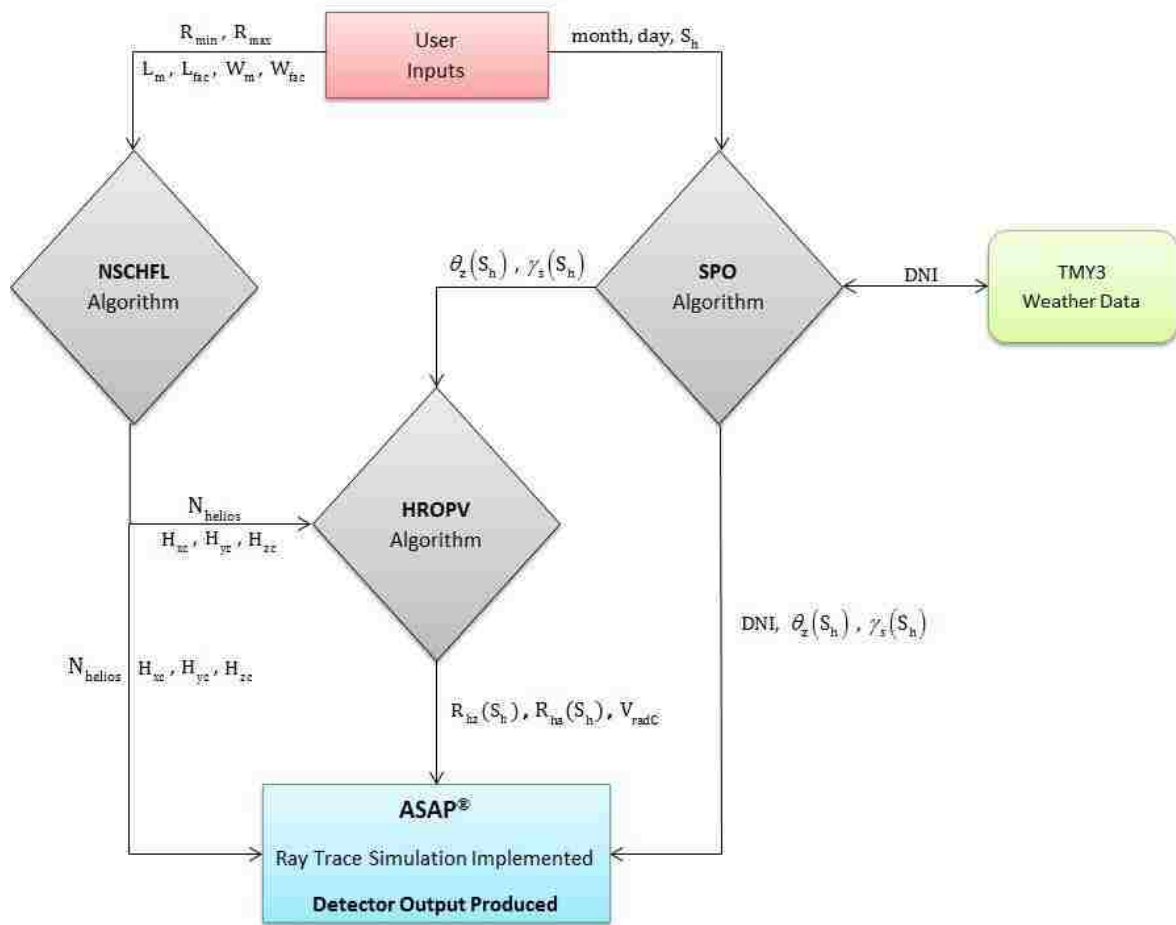 R_min, R_max
L_m, L_fac, W_m, W_fac
User
Inputs
month, day, S_h
NSCHFL
Algorithm
θ_z(S_h), γ_s(S_h)
SPO
Algorithm
DNI
TMY3
Weather Data
N_helios
H_xc, H_yc, H_zc
HROPV
Algorithm
N_helios
H_xc, H_yc, H_zc
DNI, θ_z(S_h), γ_s(S_h)
R_hz(S_h), R_ha(S_h), V_radC
ASAP®
Ray Trace Simulation Implemented
Detector Output Produced